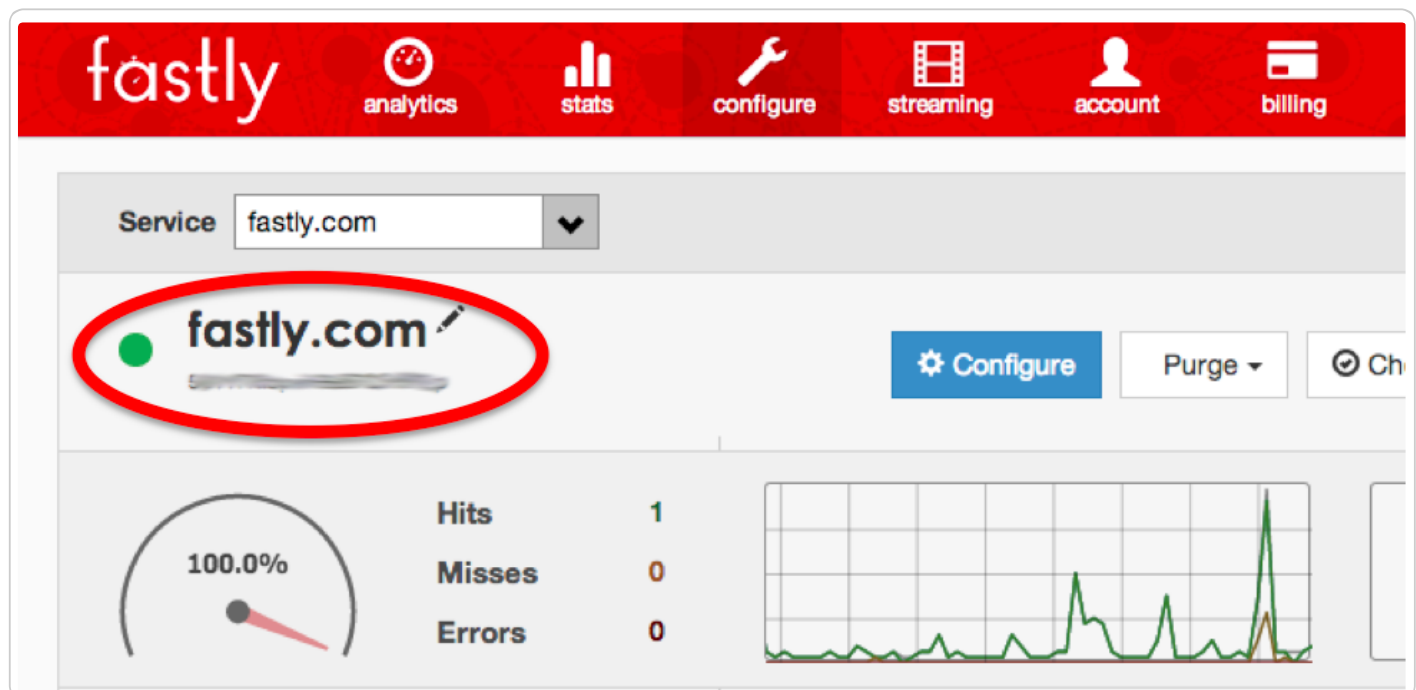 fastly
analytics
stats
configure
streaming
account
billing
Service
fastly.com
fastly.com
Configure
Purge
100.0%
Hits 1
Misses 0
Errors 0